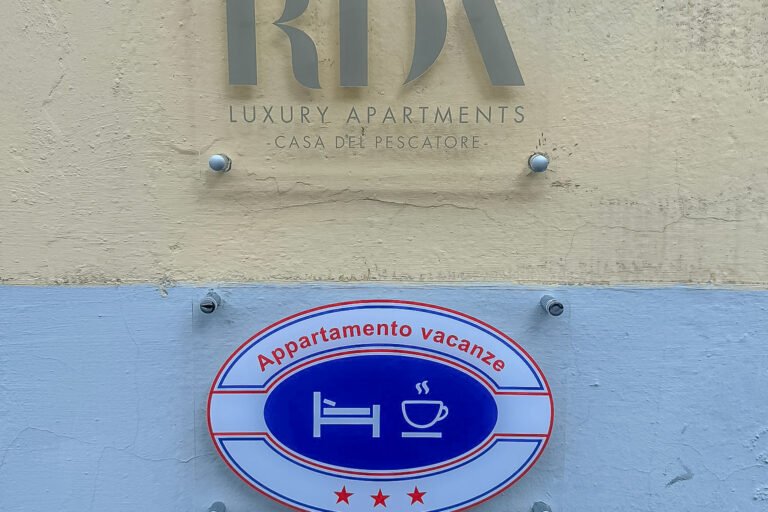 LUXURY APARTMENTS
-CASA DEL PESCATORE-
Appartamento vacanze